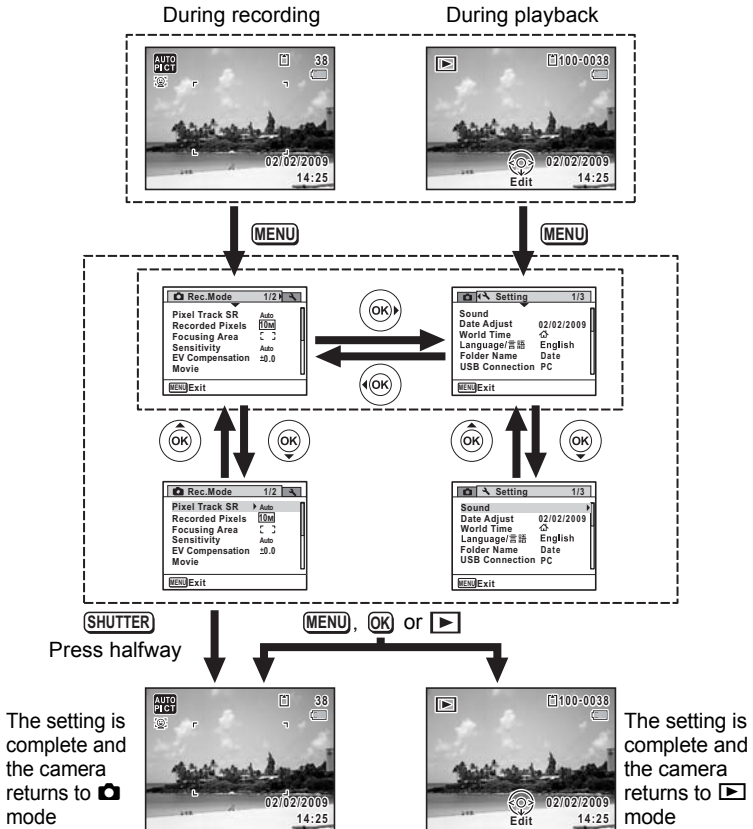 During recording
During playback
AUTO PICT 38
02/02/2009
14:25
100-0038
02/02/2009
Edit 14:25
MENU
MENU
Rec.Mode 1/2
Pixel Track SR Auto
Recorded Pixels 10M
Focusing Area
Sensitivity Auto
EV Compensation ±0.0
Movie
MENU Exit
OK
OK
Setting 1/3
Sound
Date Adjust 02/02/2009
World Time
Language/言語 English
Folder Name Date
USB Connection PC
MENU Exit
OK
OK
OK
OK
Rec.Mode 1/2
Pixel Track SR Auto
Recorded Pixels 10M
Focusing Area
Sensitivity Auto
EV Compensation ±0.0
Movie
MENU Exit
Setting 1/3
Sound
Date Adjust 02/02/2009
World Time
Language/言語 English
Folder Name Date
USB Connection PC
MENU Exit
SHUTTER
Press halfway
MENU, OK or
The setting is
complete and
the camera
returns to
mode
AUTO PICT 38
02/02/2009
14:25
100-0038
02/02/2009
Edit 14:25
The setting is
complete and
the camera
returns to
mode